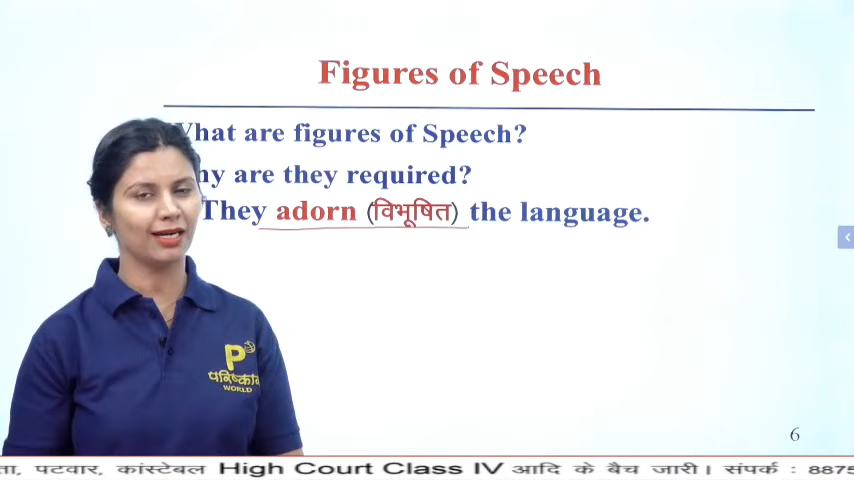 Figures of Speech
What are figures of Speech?
hy are they required?
They adorn (विभूषित) the language.
P
परिष्कार
WORLD
6
ता, पटवार, कांस्टेबल High Court Class IV आदि के बैच जारी। संपर्क : 8875